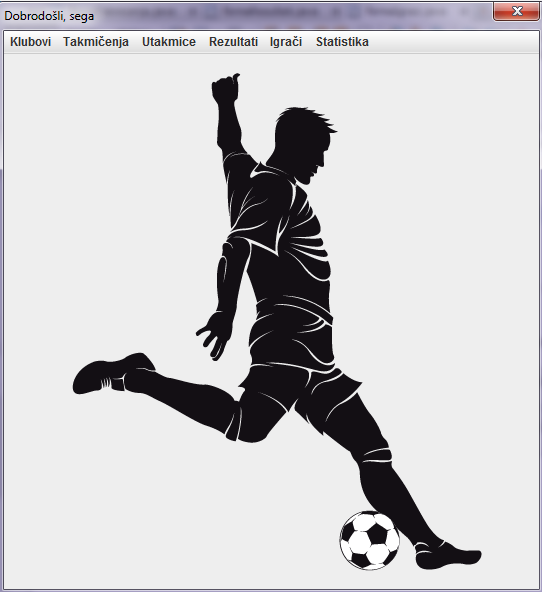 Dobrodošli, sega
Klubovi Takmičenja Utakmice Rezultati Igrači Statistika